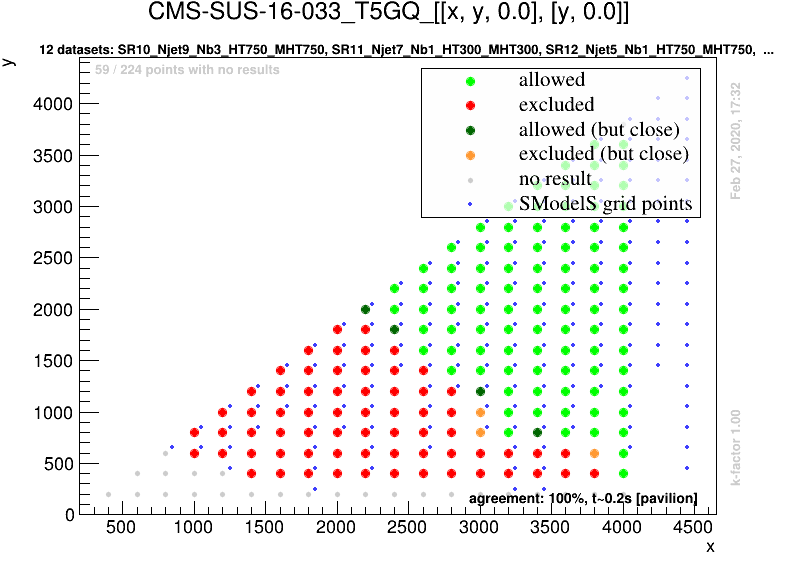 CMS-SUS-16-033_T5GQ_[[x, y, 0.0], [y, 0.0]]
12 datasets: SR10_Njet9_Nb3_HT750_MHT750, SR11_Njet7_Nb1_HT300_MHT300, SR12_Njet5_Nb1_HT750_MHT750, ...
59 / 224 points with no results
y
allowed
excluded
allowed (but close)
excluded (but close)
no result
SModelS grid points
4000
3500
3000
2500
2000
1500
1000
500
0
Feb 27, 2020, 17:32
k-factor 1.00
agreement: 100%, t~0.2s [pavilion]
500 1000 1500 2000 2500 3000 3500 4000 4500
x